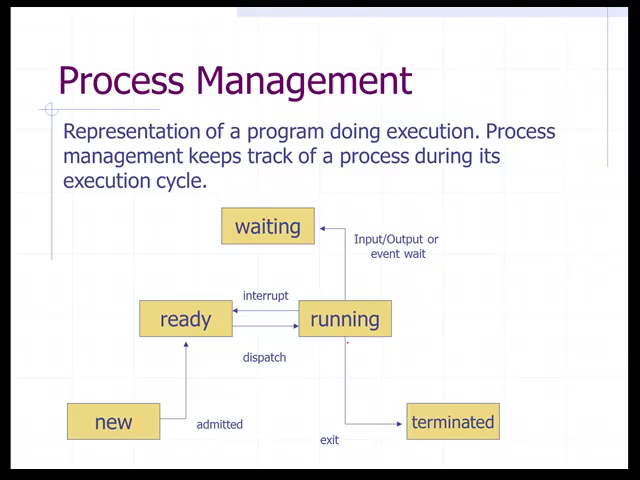 Process Management
Representation of a program doing execution. Process
management keeps track of a process during its
execution cycle.
waiting
Input/Output or
event wait
interrupt
ready
running
dispatch
new
admitted
terminated
exit